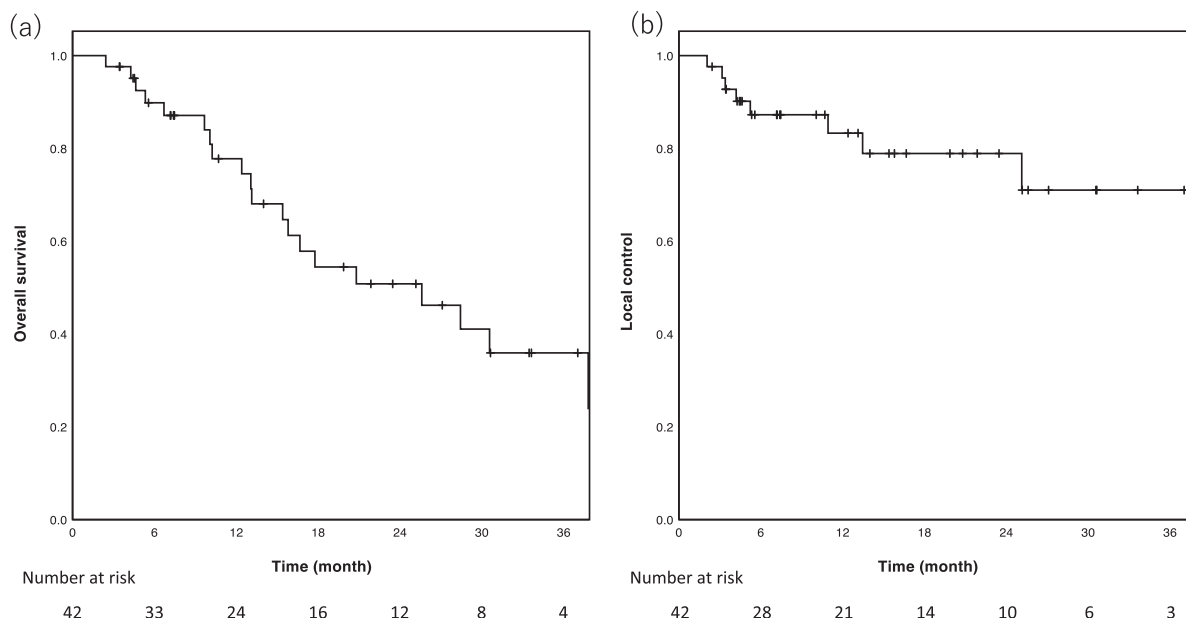 (a)
1.0
0.8
0.6
0.4
0.2
0.0
Overall survival
0 6 12 18 24 30 36
Time (month)
Number at risk
42 33 24 16 12 8 4
(b)
1.0
0.8
0.6
0.4
0.2
0.0
Local control
0 6 12 18 24 30 36
Time (month)
Number at risk
42 28 21 14 10 6 3